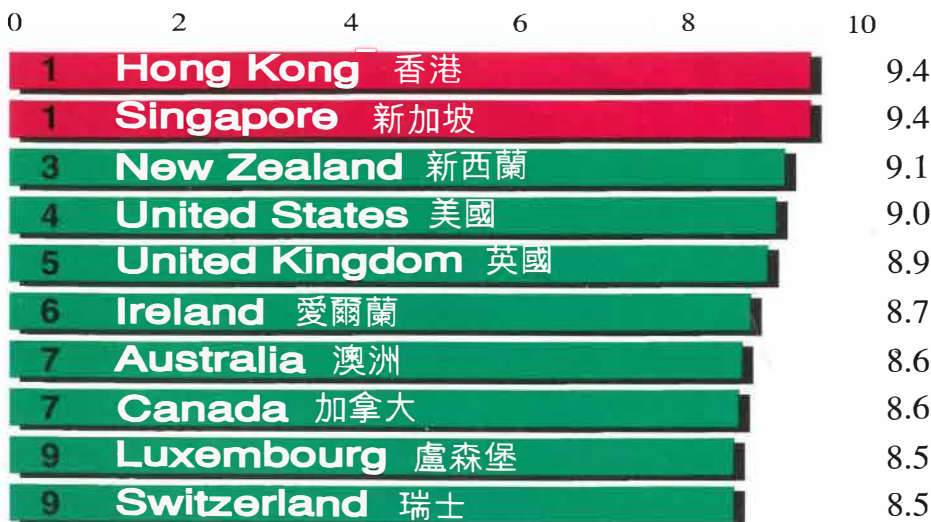 0 2 4 6 8 10
1 Hong Kong 香港 9.4
1 Singapore 新加坡 9.4
3 New Zealand 新西蘭 9.1
4 United States 美國 9.0
5 United Kingdom 英國 8.9
6 Ireland 愛爾蘭 8.7
7 Australia 澳洲 8.6
7 Canada 加拿大 8.6
9 Luxembourg 盧森堡 8.5
9 Switzerland 瑞士 8.5